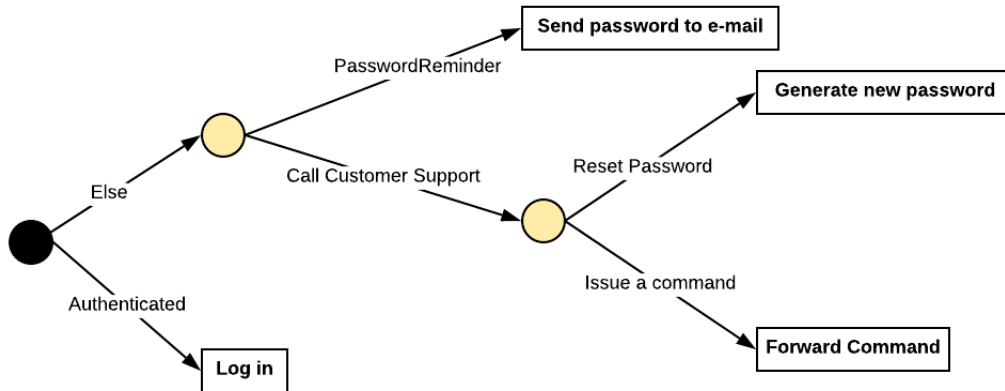 Send password to e-mail
PasswordReminder
Generate new password
Reset Password
Call Customer Support
Else
Issue a command
Authenticated
Forward Command
Log in